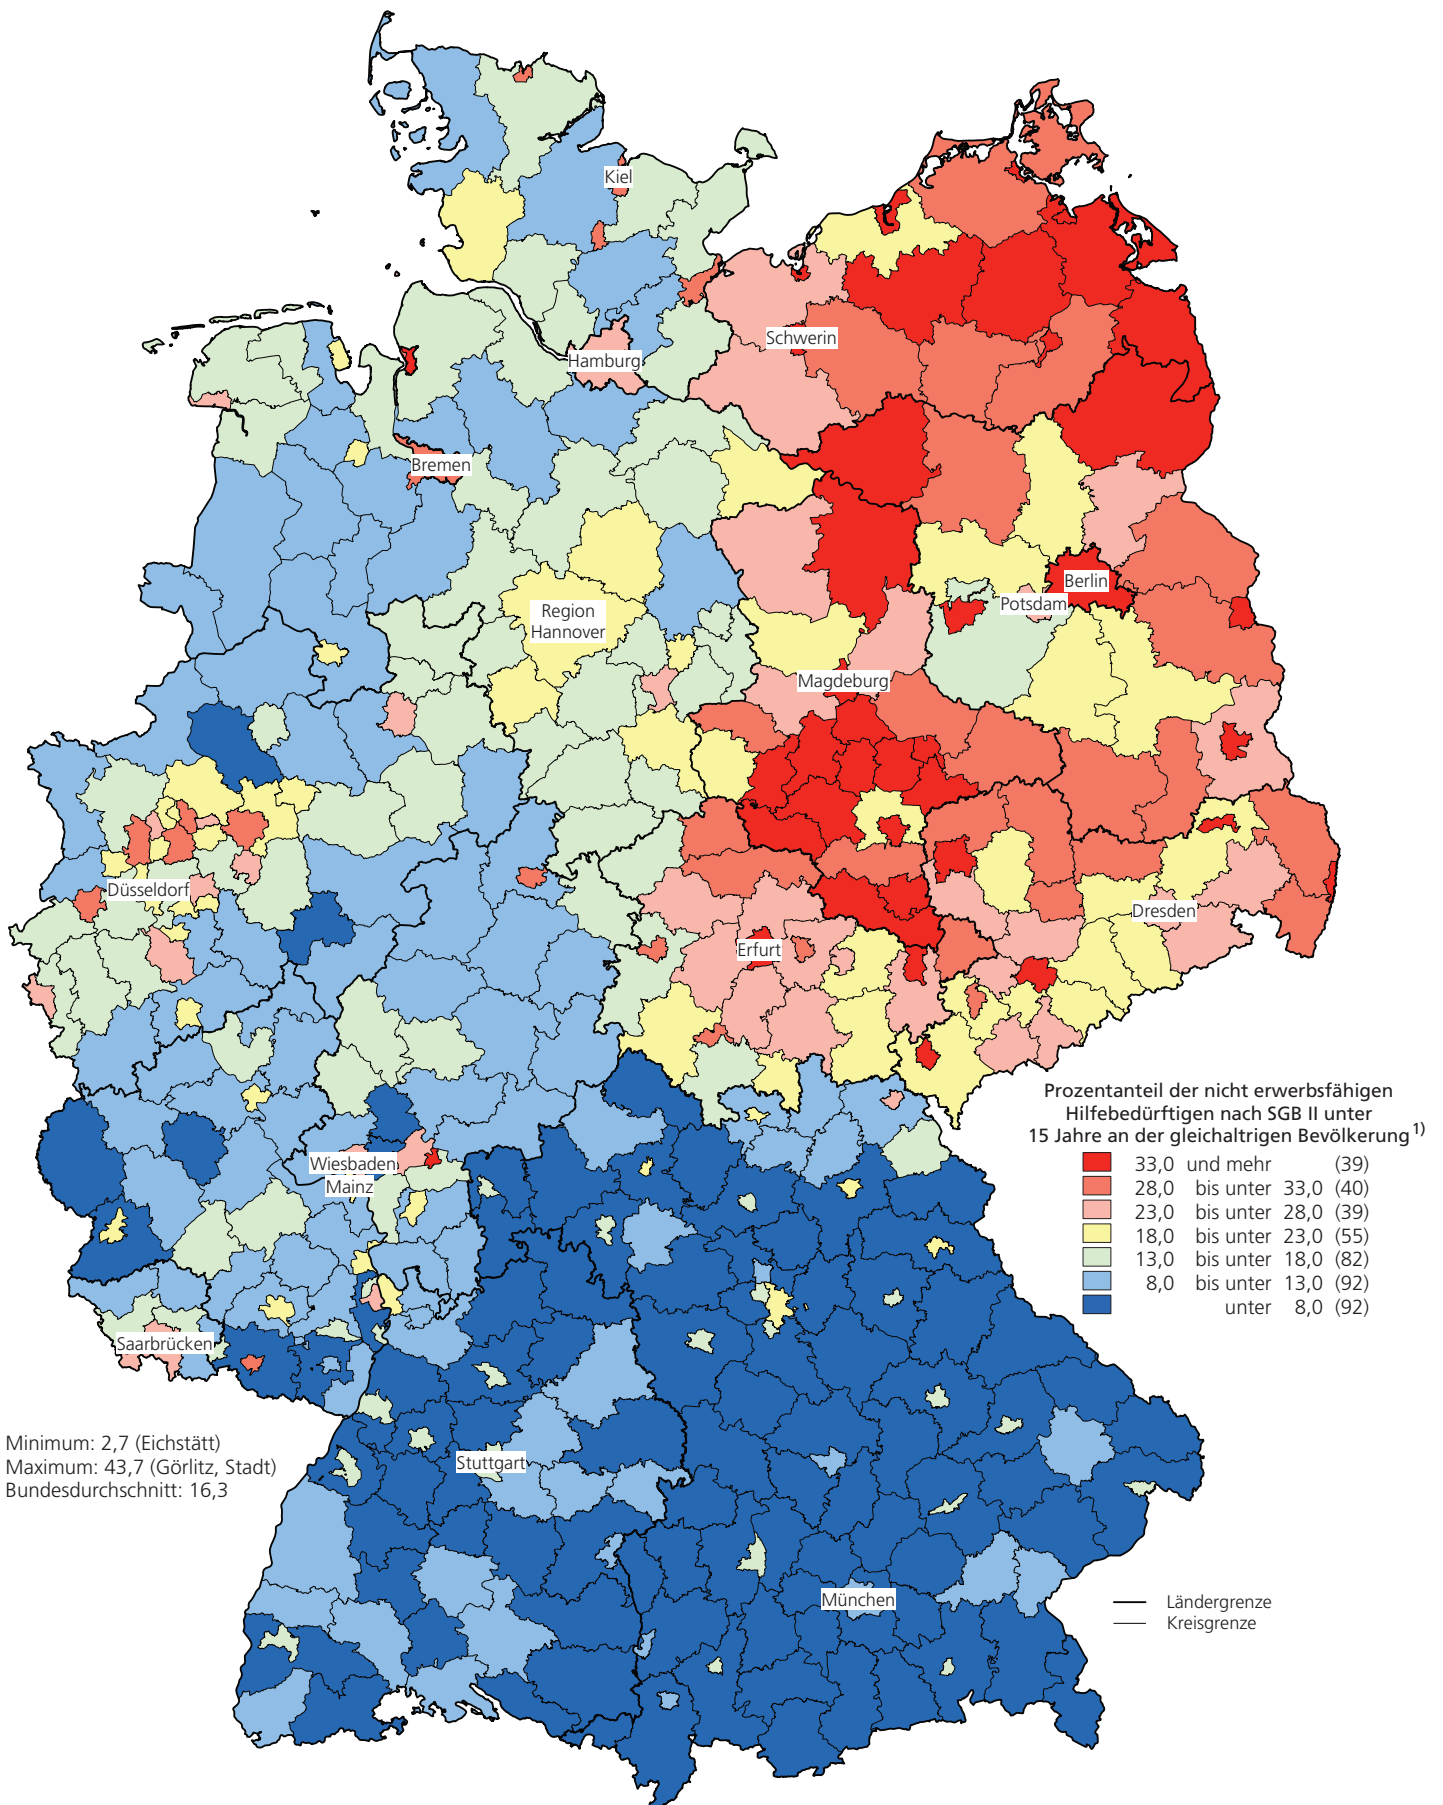 Kiel
Schwerin
Hamburg
Bremen
Berlin
Potsdam
Region
Hannover
Magdeburg
Düsseldorf
Dresden
Erfurt
Prozentanteil der nicht erwerbsfähigen
Hilfebedürftigen nach SGB II unter
15 Jahre an der gleichaltrigen Bevölkerung 1)
33,0 und mehr (39)
28,0 bis unter 33,0 (40)
23,0 bis unter 28,0 (39)
18,0 bis unter 23,0 (55)
13,0 bis unter 18,0 (82)
8,0 bis unter 13,0 (92)
unter 8,0 (92)
Wiesbaden
Mainz
Saarbrücken
Minimum: 2,7 (Eichstätt)
Maximum: 43,7 (Görlitz, Stadt)
Bundesdurchschnitt: 16,3
Stuttgart
München
Ländergrenze
Kreisgrenze